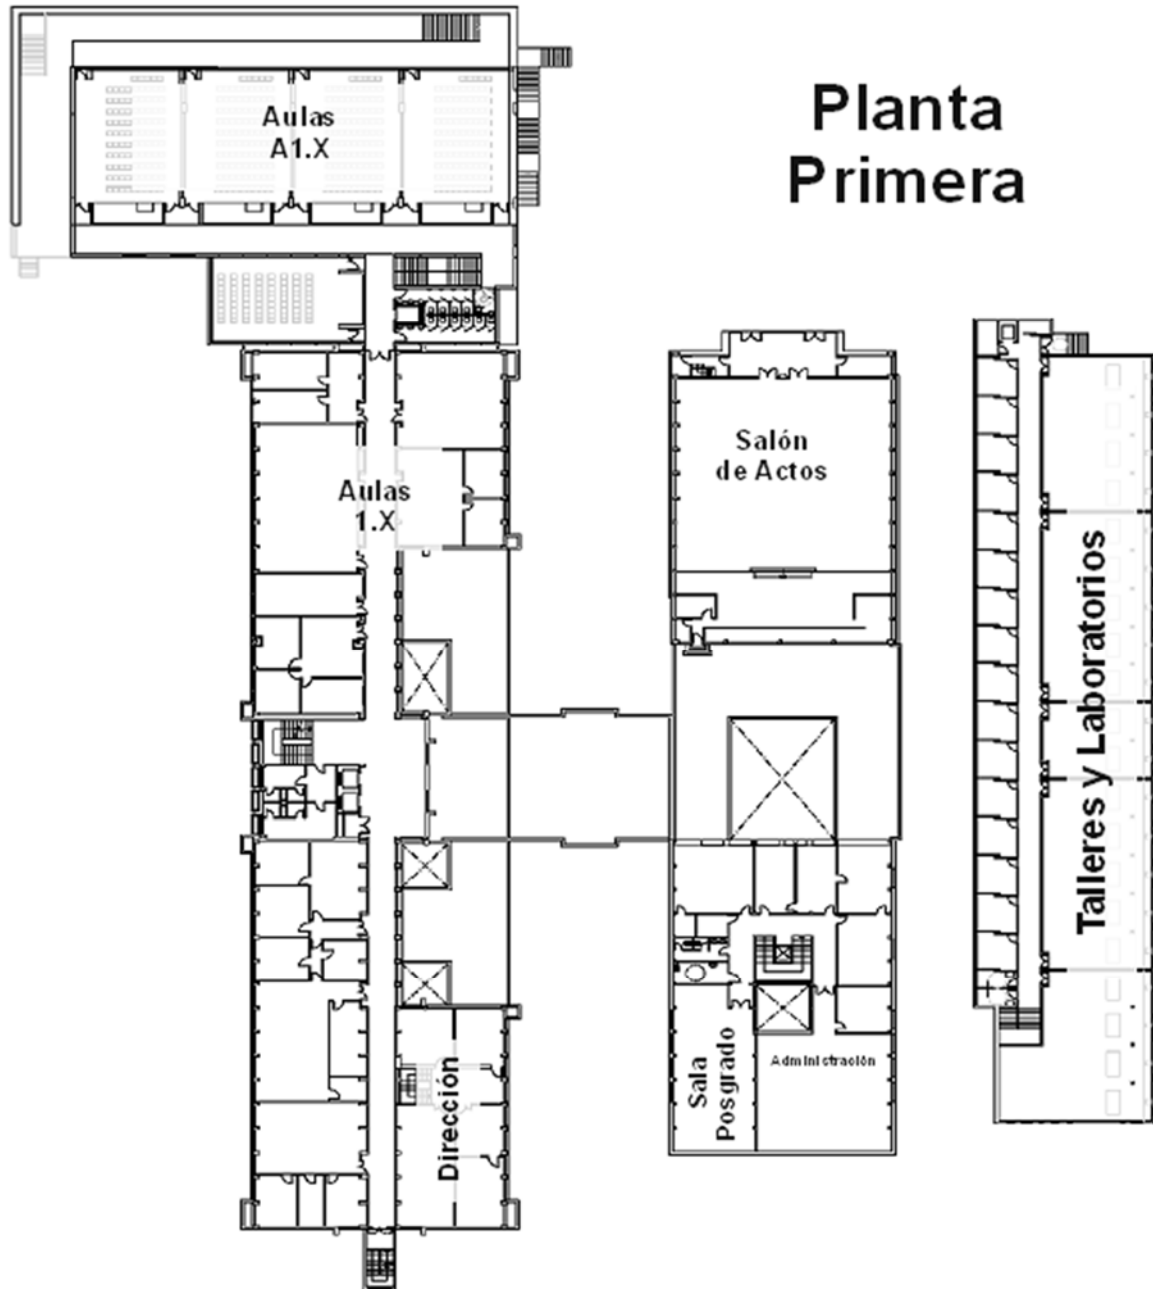 Planta
Primera
Aulas
A1.X
Salón
de Actos
Aulas
1.X
Talleres y Laboratorios
Sala
Posgrado
Administración
Dirección